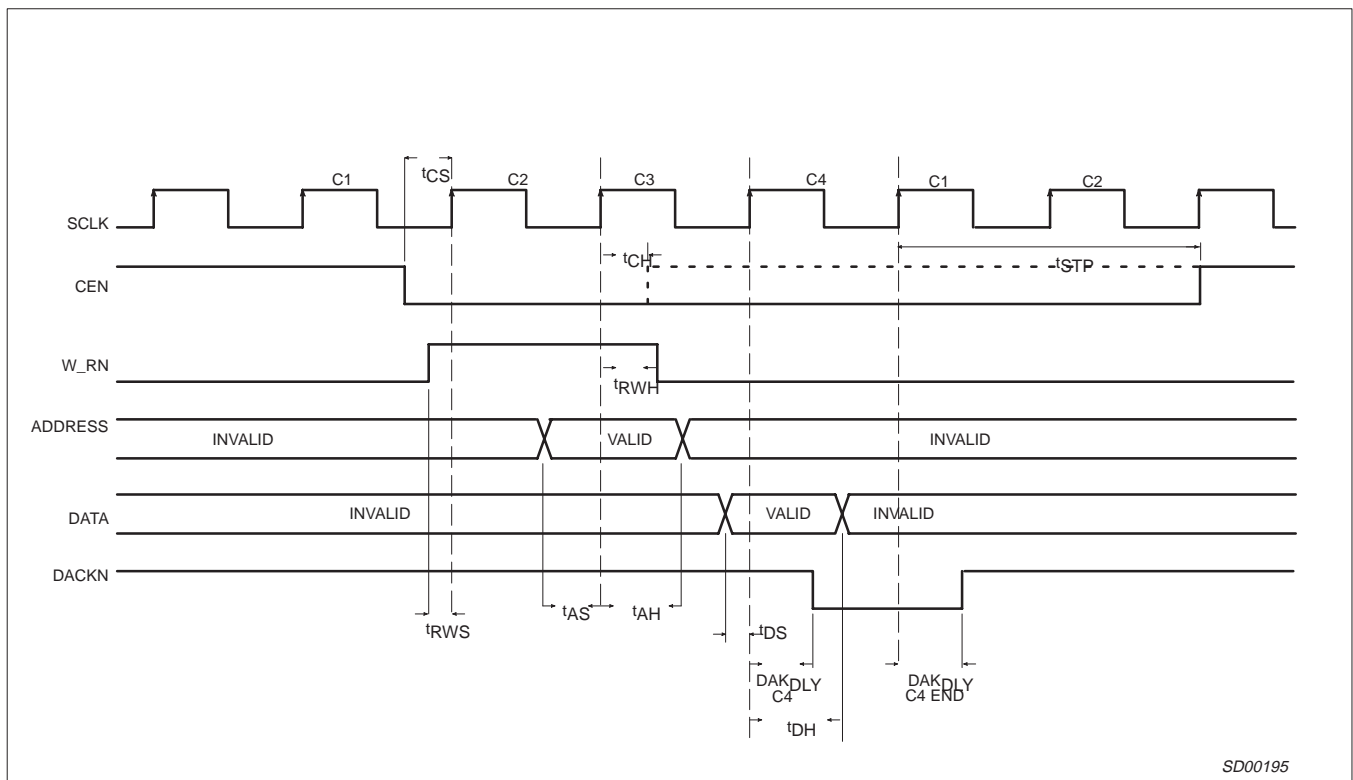 tCS
C1
C2
C3
C4
C1
C2
SCLK
tCH
tSTP
CEN
W_RN
tRWH
ADDRESS
INVALID
VALID
INVALID
DATA
INVALID
VALID
INVALID
DACKN
tRWS
tAS
tAH
tDS
DAKDLY
C4
DAKDLY
C4 END
tDH
SD00195